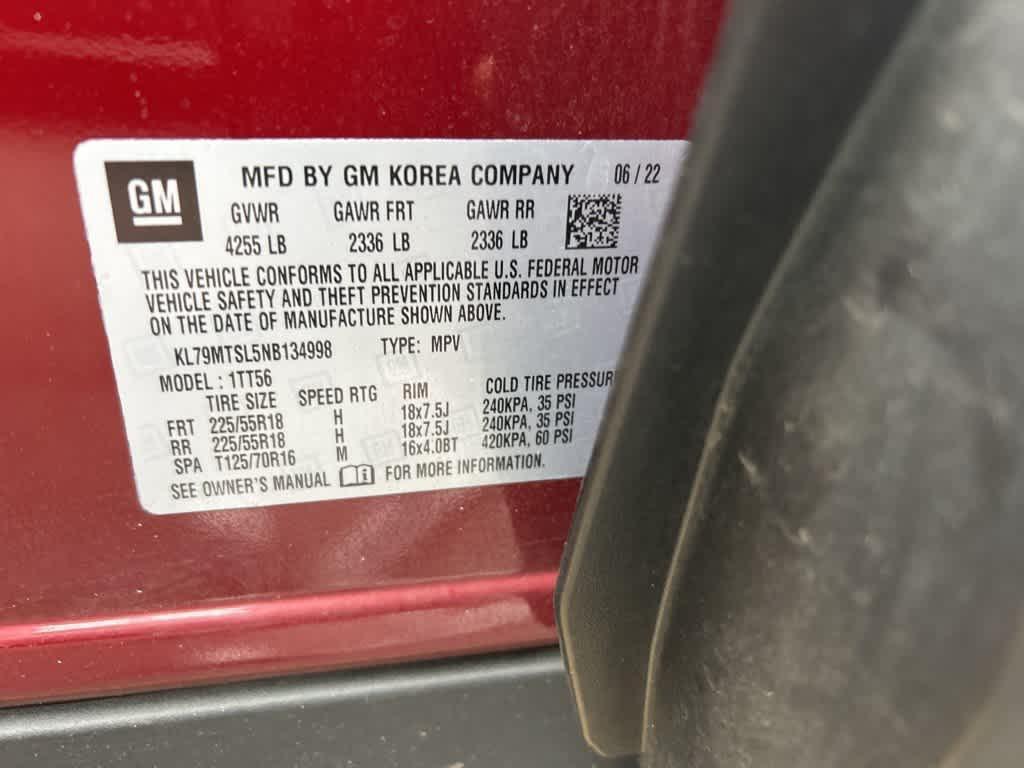 GM
MFD BY GM KOREA COMPANY 06/22
GVWR GAWR FRT GAWR RR
4255 LB 2336 LB 2336 LB
THIS VEHICLE CONFORMS TO ALL APPLICABLE U.S. FEDERAL MOTOR
VEHICLE SAFETY AND THEFT PREVENTION STANDARDS IN EFFECT
ON THE DATE OF MANUFACTURE SHOWN ABOVE.
KL79MTSL5NB134998 TYPE: MPV
MODEL : 1TT56
TIRE SIZE SPEED RTG RIM COLD TIRE PRESSUR
FRT 225/55R18 H 18x7.5J 240KPA, 35 PSI
RR 225/55R18 H 18x7.5J 240KPA, 35 PSI
SPA T125/70R16 M 16x4.0BT 420KPA, 60 PSI
SEE OWNER'S MANUAL FOR MORE INFORMATION.